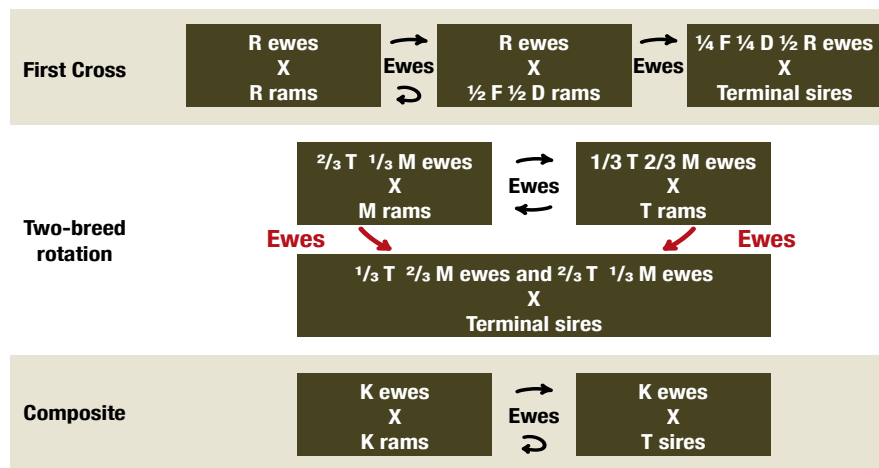 First Cross
R ewes
X
R rams
Ewes
R ewes
X
½ F ½ D rams
Ewes
¼ F ¼ D ½ R ewes
X
Terminal sires
Two-breed
rotation
²/₃ T ¹/₃ M ewes
X
M rams
Ewes
1/3 T 2/3 M ewes
X
T rams
Ewes
Ewes
¹/₃ T ²/₃ M ewes and ²/₃ T ¹/₃ M ewes
X
Terminal sires
Composite
K ewes
X
K rams
Ewes
K ewes
X
T sires